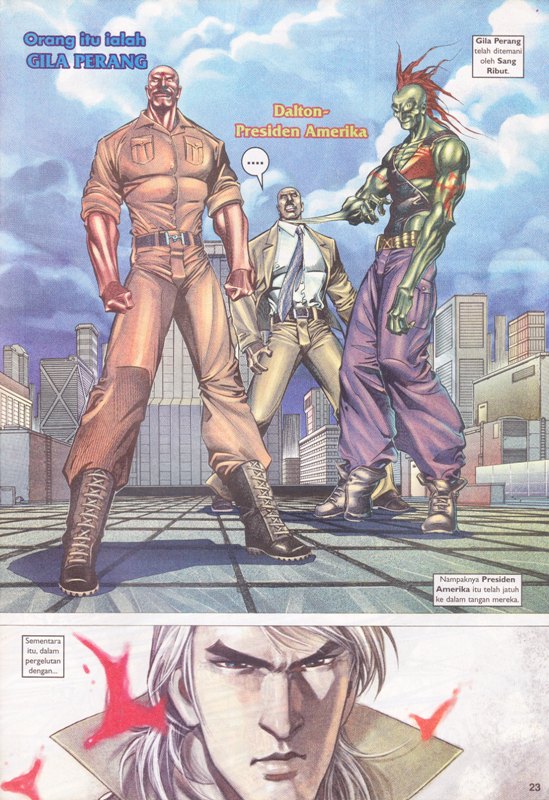 Orang itu ialah
GILA PERANG
Gila Perang
telah ditemani
oleh Sang
Ribut.
Dalton-
Presiden Amerika
....
Nampaknya Presiden
Amerika itu telah jatuh
ke dalam tangan mereka.
Sementara
itu, dalam
pergelutan
dengan...
23